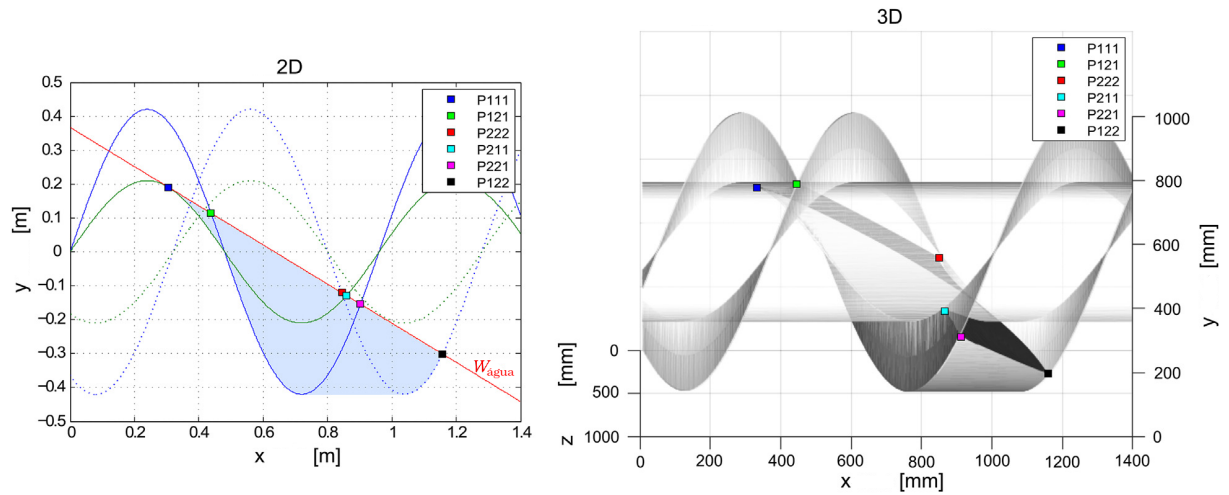 2D
0.5
0.4
0.3
0.2
0.1
0
−0.1
−0.2
−0.3
−0.4
−0.5
y [m]
0 0.2 0.4 0.6 0.8 1 1.2 1.4
x [m]
P111
P121
P222
P211
P221
P122
Wágua
3D
P111
P121
P222
P211
P221
P122
1000
800
600
400
200
0
y [mm]
0
500
1000
z [mm]
0 200 400 600 800 1000 1200 1400
x [mm]